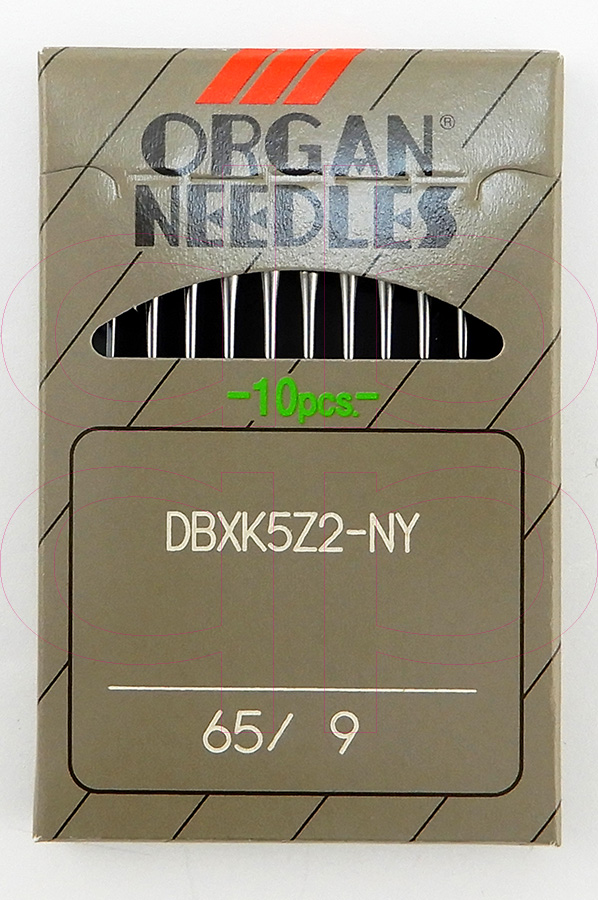 ORGAN®
NEEDLES
-10pcs.-
DBXK5Z2-NY
65/ 9